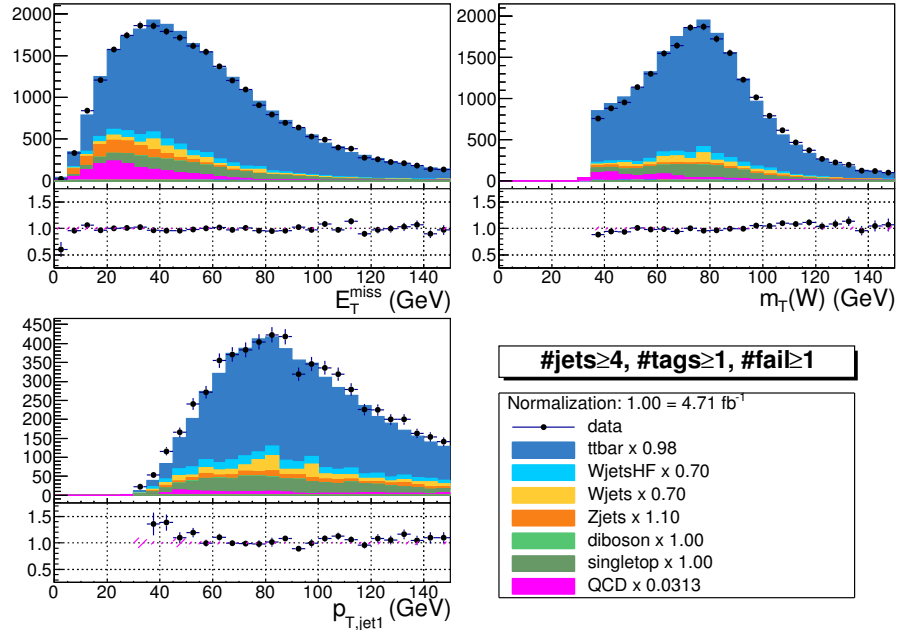 2000
1500
1000
500
0
1.5
1.0
0.5
0 20 40 60 80 100 120 140
E_T^miss (GeV)
2000
1500
1000
500
0
1.5
1.0
0.5
0 20 40 60 80 100 120 140
m_T(W) (GeV)
450
400
350
300
250
200
150
100
50
0
1.5
1.0
0.5
0 20 40 60 80 100 120 140
p_T,jet1 (GeV)
#jets≥4, #tags≥1, #fail≥1
Normalization: 1.00 = 4.71 fb⁻¹
data
ttbar x 0.98
WjetsHF x 0.70
Wjets x 0.70
Zjets x 1.10
diboson x 1.00
singletop x 1.00
QCD x 0.0313